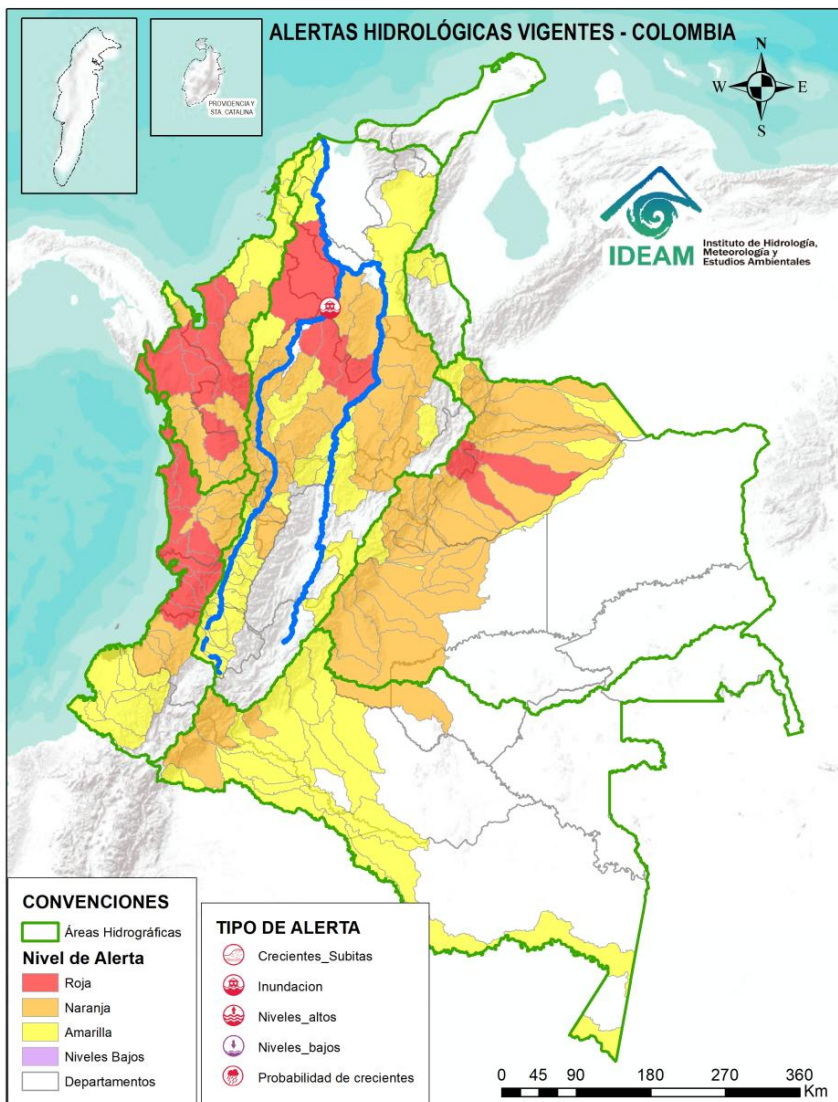 ALERTAS HIDROLÓGICAS VIGENTES - COLOMBIA
PROVIDENCIA Y
STA. CATALINA
N
W
E
S
IDEAM
Instituto de Hidrología,
Meteorología y
Estudios Ambientales
CONVENCIONES
Áreas Hidrográficas
Nivel de Alerta
Roja
Naranja
Amarilla
Niveles Bajos
Departamentos
TIPO DE ALERTA
Crecientes_Subitas
Inundacion
Niveles_altos
Niveles_bajos
Probabilidad de crecientes
0 45 90 180 270 360
Km